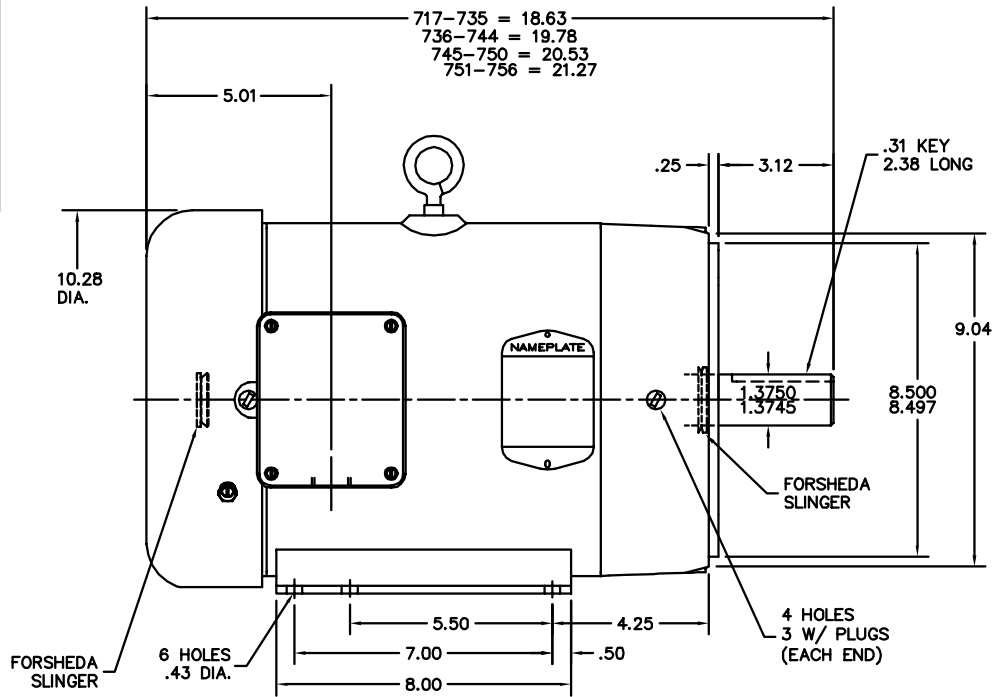 717-735 = 18.63
736-744 = 19.78
745-750 = 20.53
751-756 = 21.27
5.01
.25
3.12
.31 KEY
2.38 LONG
10.28
DIA.
9.04
NAMEPLATE
1.3750
1.3745
8.500
8.497
FORSHEDA
SLINGER
5.50
4.25
4 HOLES
3 W/ PLUGS
(EACH END)
7.00
.50
FORSHEDA
SLINGER
6 HOLES
.43 DIA.
8.00